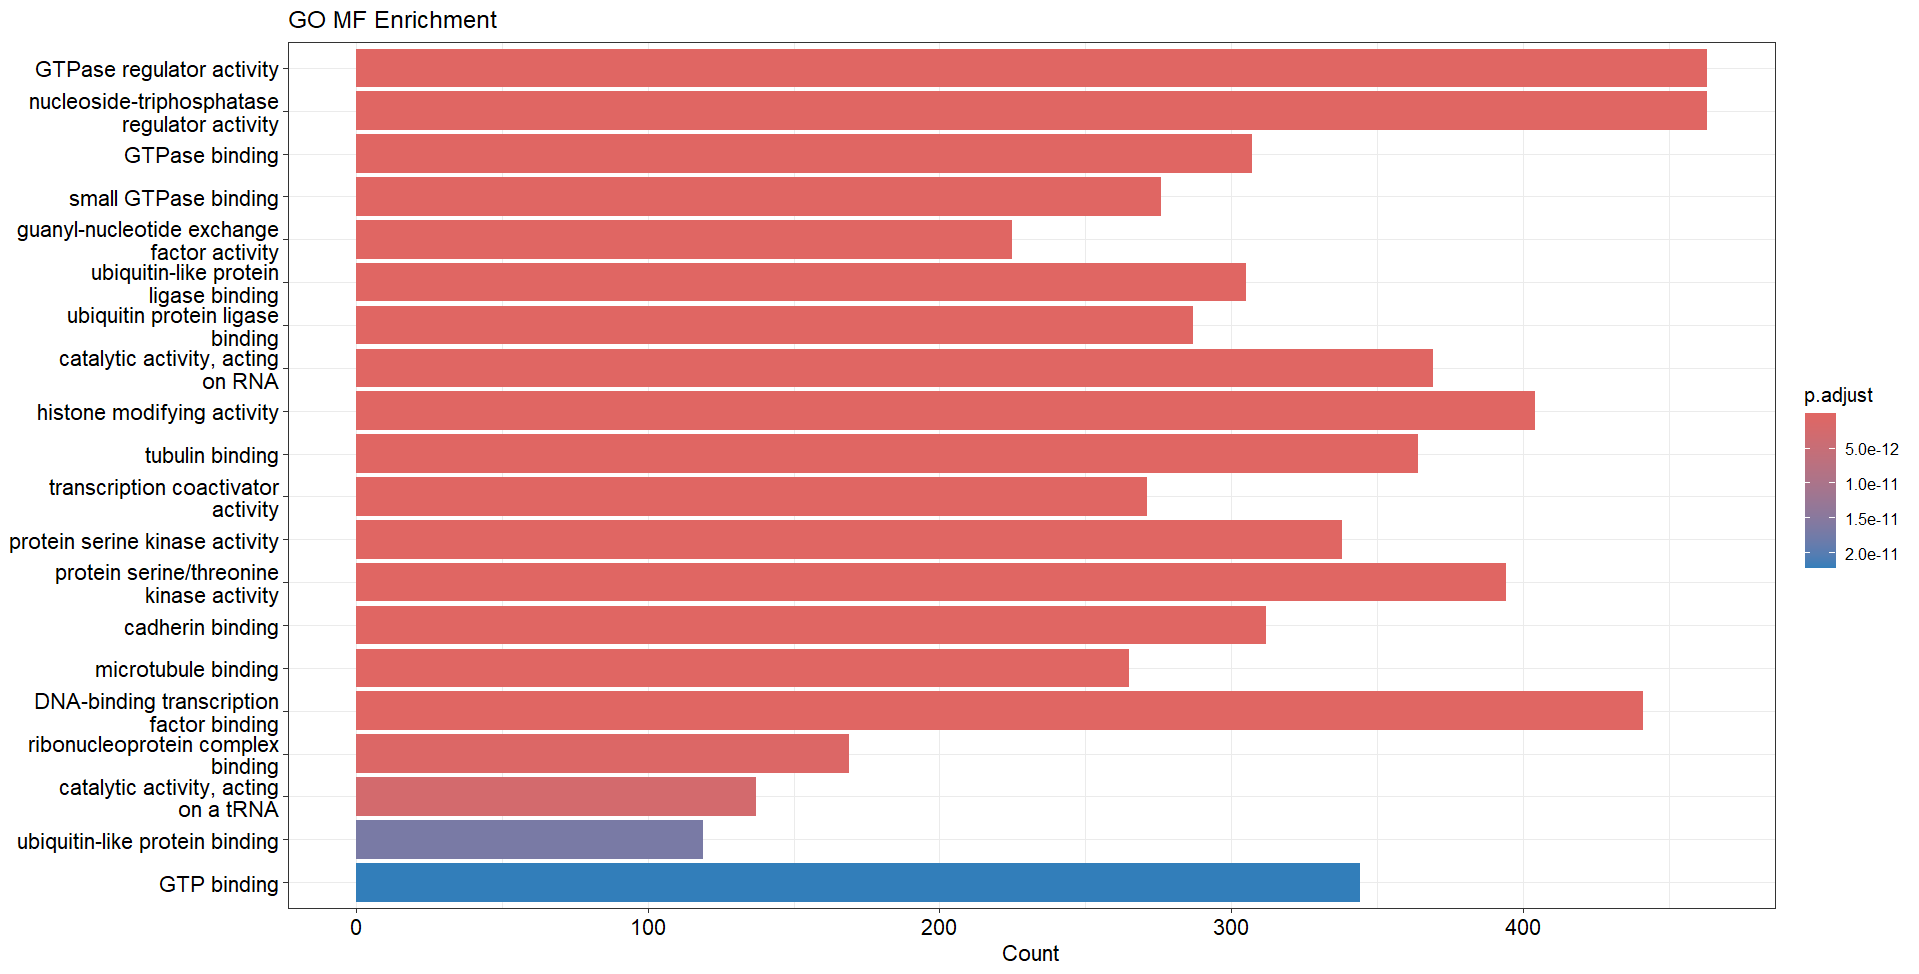 GO MF Enrichment
GTPase regulator activity
nucleoside-triphosphatase
regulator activity
GTPase binding
small GTPase binding
guanyl-nucleotide exchange
factor activity
ubiquitin-like protein
ligase binding
ubiquitin protein ligase
binding
catalytic activity, acting
on RNA
histone modifying activity
tubulin binding
transcription coactivator
activity
protein serine kinase activity
protein serine/threonine
kinase activity
cadherin binding
microtubule binding
DNA-binding transcription
factor binding
ribonucleoprotein complex
binding
catalytic activity, acting
on a tRNA
ubiquitin-like protein binding
GTP binding
0 100 200 300 400
Count
p.adjust
5.0e-12
1.0e-11
1.5e-11
2.0e-11